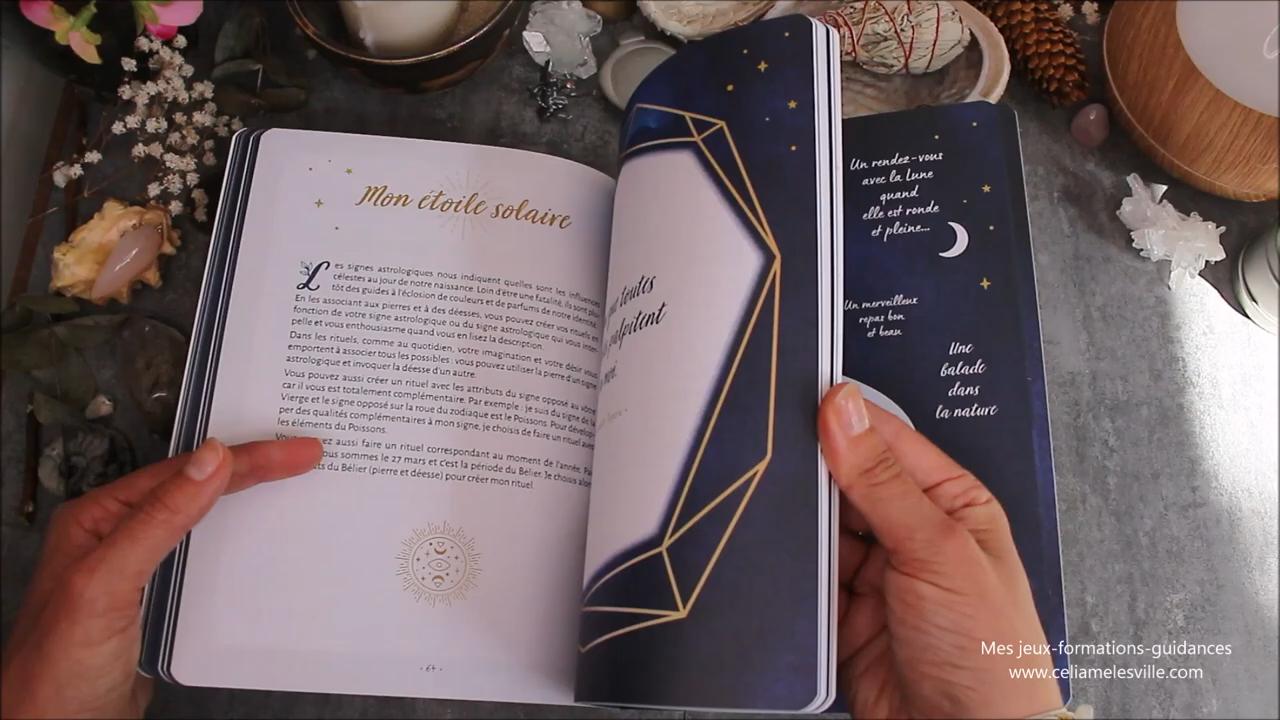 Mon étoile solaire
Les signes astrologiques nous indiquent quelles sont les influences
célestes au jour de notre naissance. Loin d'être une fatalité, ils sont plu-
tôt des guides à l'éclosion de couleurs et de parfums de notre identité.
En les associant aux pierres et à des déesses, vous pouvez créer vos rituels en
fonction de votre signe astrologique ou du signe astrologique qui vous inter-
pelle et vous enthousiasme quand vous en lisez la description.
Dans les rituels, comme au quotidien, votre imagination et votre désir vous
emportent à associer tous les possibles : vous pouvez utiliser la pierre d'un signe
astrologique et invoquer la déesse d'un autre.
Vous pouvez aussi créer un rituel avec les attributs du signe opposé au vôtre
car il vous est totalement complémentaire. Par exemple : je suis du signe de la
Vierge et le signe opposé sur la roue du zodiaque est le Poissons. Pour dévelop-
per des qualités complémentaires à mon signe, je choisis de faire un rituel avec
les éléments du Poissons.
aussi faire un rituel correspondant au moment de l'année.
sommes le 27 mars et c'est la période du Bélier. Je choisis alors
du Bélier (pierre et déesse) pour créer mon rituel.
- 64 -
toutes
palpitent
Un rendez-vous
avec la Lune
quand
elle est ronde
et pleine...
Un merveilleux
repas bon
et beau
Une
balade
dans
la nature
Mes jeux-formations-guidances
www.celiamelesville.com